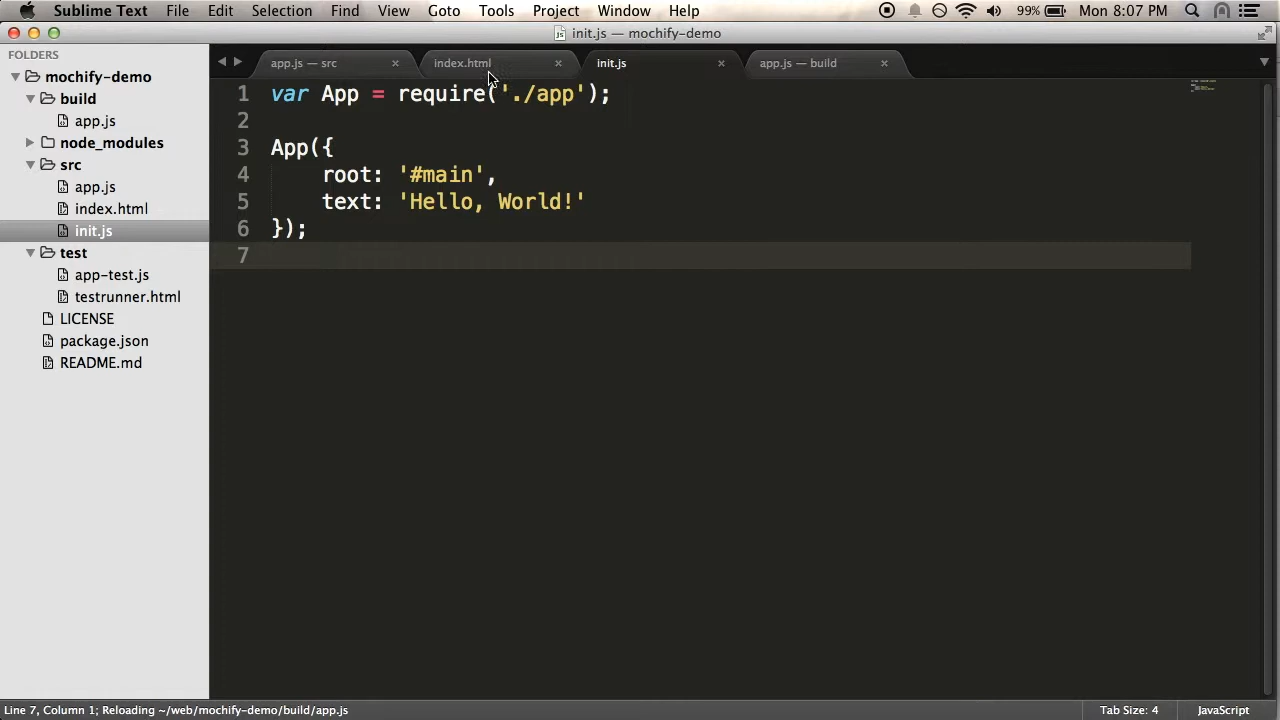 Sublime Text File Edit Selection Find View Goto Tools Project Window Help 99% Mon 8:07 PM
init.js — mochify-demo
FOLDERS
mochify-demo
build
app.js
node_modules
src
app.js
index.html
init.js
test
app-test.js
testrunner.html
LICENSE
package.json
README.md
app.js — src × index.html × init.js × app.js — build ×
1 var App = require('./app');
2
3 App({
4 root: '#main',
5 text: 'Hello, World!'
6 });
7
Line 7, Column 1; Reloading ~/web/mochify-demo/build/app.js Tab Size: 4 JavaScript